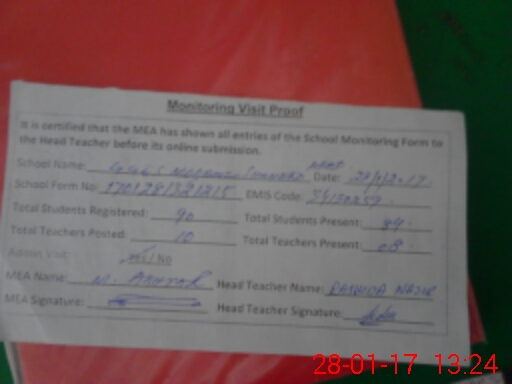 Monitoring Visit Proof
It is certified that the MEA has shown all entries of the School Monitoring Form to
the Head Teacher before its online submission.
School Name: Date:
School Form No: EMIS Code:
Total Students Registered: 90 Total Students Present: 84
Total Teachers Posted: 10 Total Teachers Present: 08
Admin Visit: Yes / No
MEA Name: M. Head Teacher Name: NAZIR
MEA Signature: Head Teacher Signature:
28-01-17 13:24